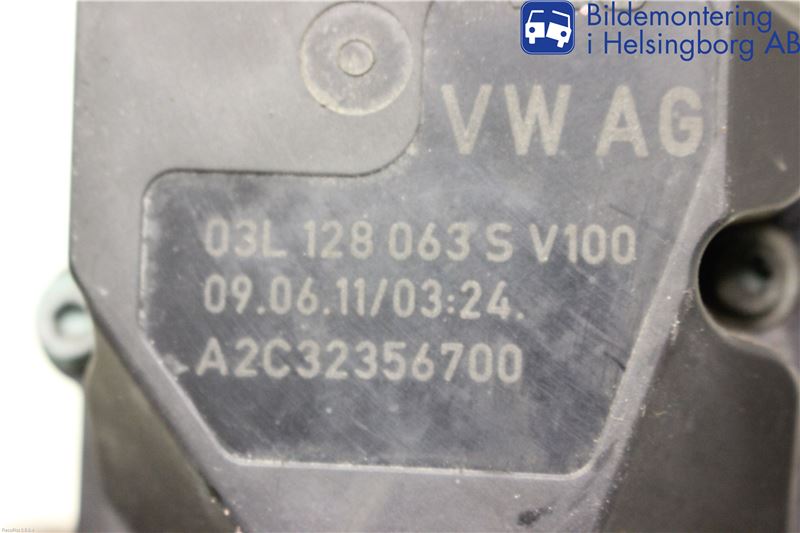 Bildemontering
i Helsingborg AB
VW AG
03L 128 063 S V100
09.06.11/03:24.
A2C32356700